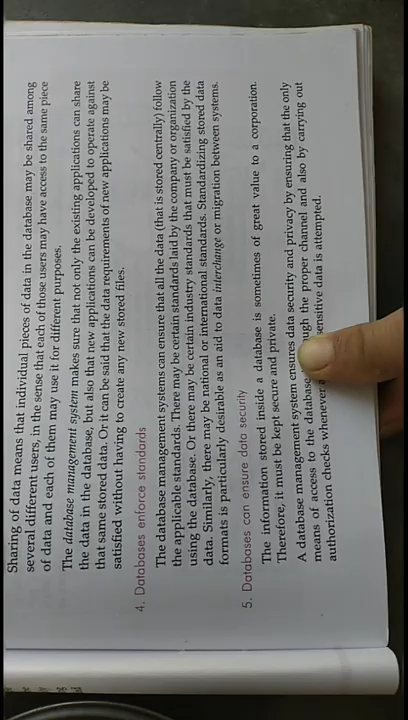 Sharing of data means that individual pieces of data in the database may be shared among
several different users, in the sense that each of those users may have access to the same piece
of data and each of them may use it for different purposes.
The database management system makes sure that not only the existing applications can share
the data in the database, but also that new applications can be developed to operate against
that same stored data. Or it can be said that the data requirements of new applications may be
satisfied without having to create any new stored files.
4. Databases enforce standards
The database management systems can ensure that all the data (that is stored centrally) follow
the applicable standards. There may be certain standards laid by the company or organization
using the database. Or there may be certain industry standards that must be satisfied by the
data. Similarly, there may be national or international standards. Standardizing stored data
formats is particularly desirable as an aid to data interchange or migration between systems.
5. Databases can ensure data security
The information stored inside a database is sometimes of great value to a corporation.
Therefore, it must be kept secure and private.
A database management system ensures data security and privacy by ensuring that the only
means of access to the database the proper channel and also by carrying out
authorization checks whenever sensitive data is attempted.